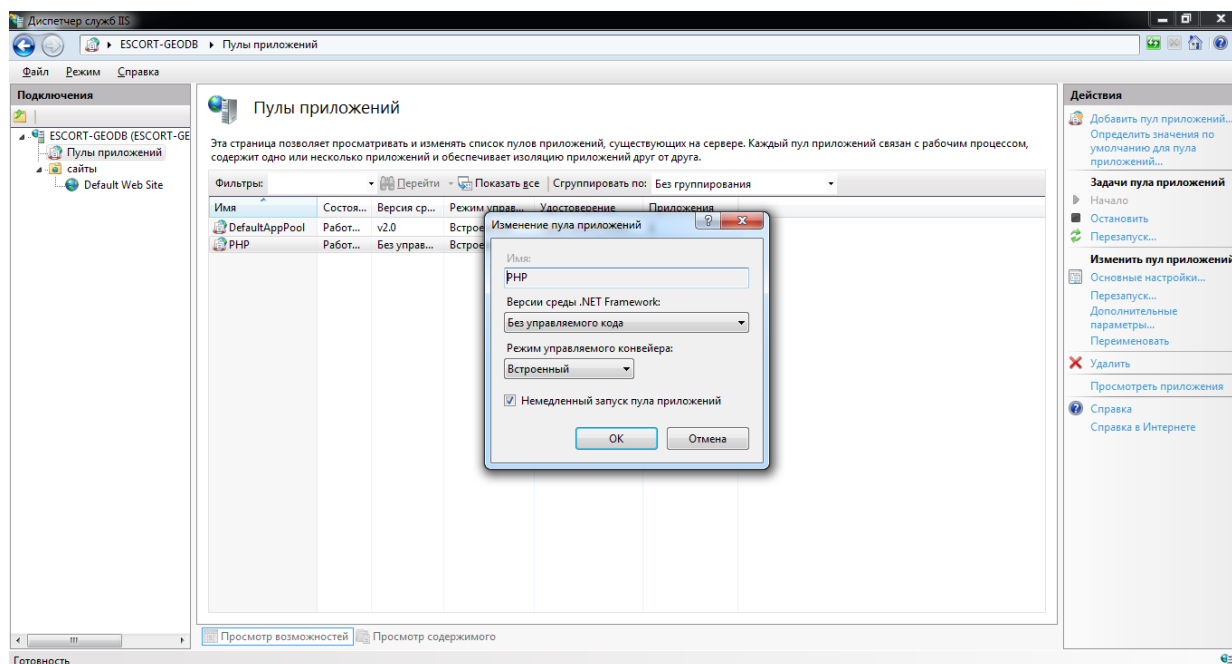 Диспетчер служб IIS
ESCORT-GEODB
Пулы приложений
Файл Режим Справка
Подключения
ESCORT-GEODB (ESCORT-GE
Пулы приложений
сайты
Default Web Site
Пулы приложений
Эта страница позволяет просматривать и изменять список пулов приложений, существующих на сервере. Каждый пул приложений связан с рабочим процессом,
содержит одно или несколько приложений и обеспечивает изоляцию приложений друг от друга.
Фильтры: Перейти Показать все Сгруппировать по: Без группирования
Имя Состоя... Версия ср... Режим управ... Удостоверение Приложения
DefaultAppPool Работ... v2.0 Встрое
PHP Работ... Без управ... Встрое
Изменение пула приложений
Имя:
PHP
Версии среды .NET Framework:
Без управляемого кода
Режим управляемого конвейера:
Встроенный
Немедленный запуск пула приложений
OK Отмена
Просмотр возможностей Просмотр содержимого
Готовность
Действия
Добавить пул приложений...
Определить значения по
умолчанию для пула
приложений...
Задачи пула приложений
Начало
Остановить
Перезапуск...
Изменить пул приложений
Основные настройки...
Перезапуск...
Дополнительные
параметры...
Переименовать
Удалить
Просмотреть приложения
Справка
Справка в Интернете